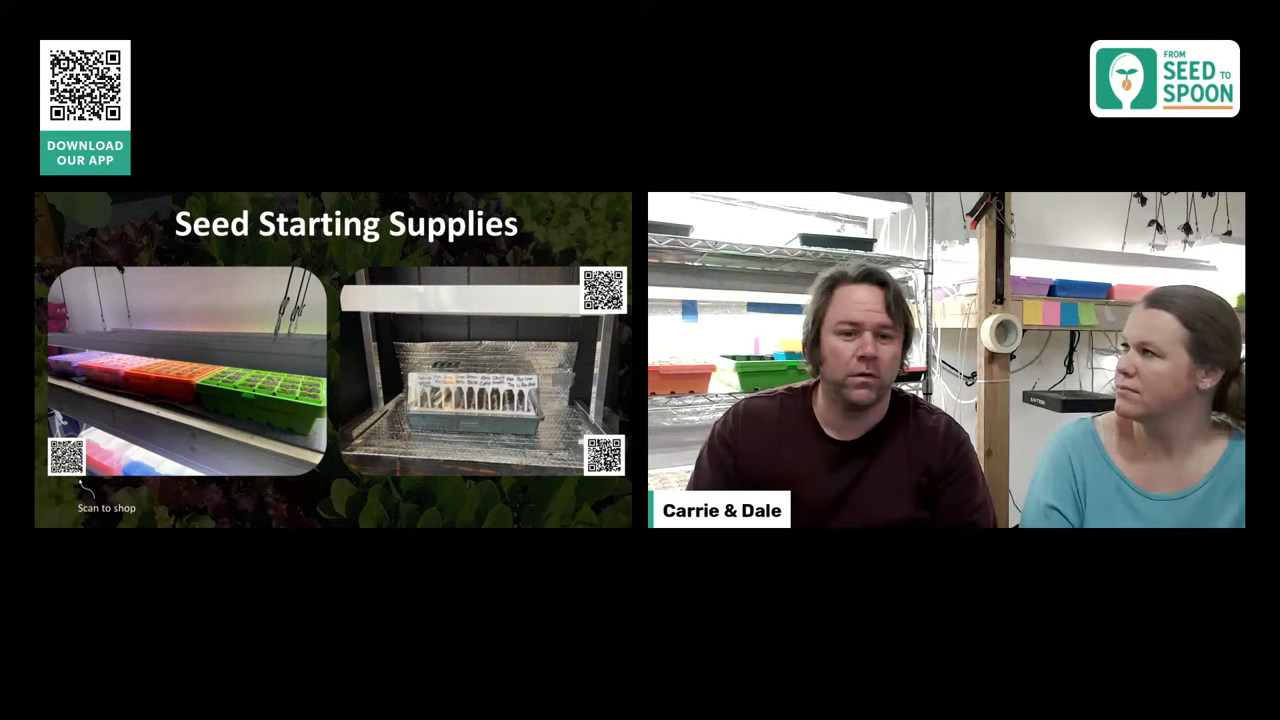 DOWNLOAD
OUR APP
FROM
SEED TO
SPOON
Seed Starting Supplies
Scan to shop
Carrie & Dale